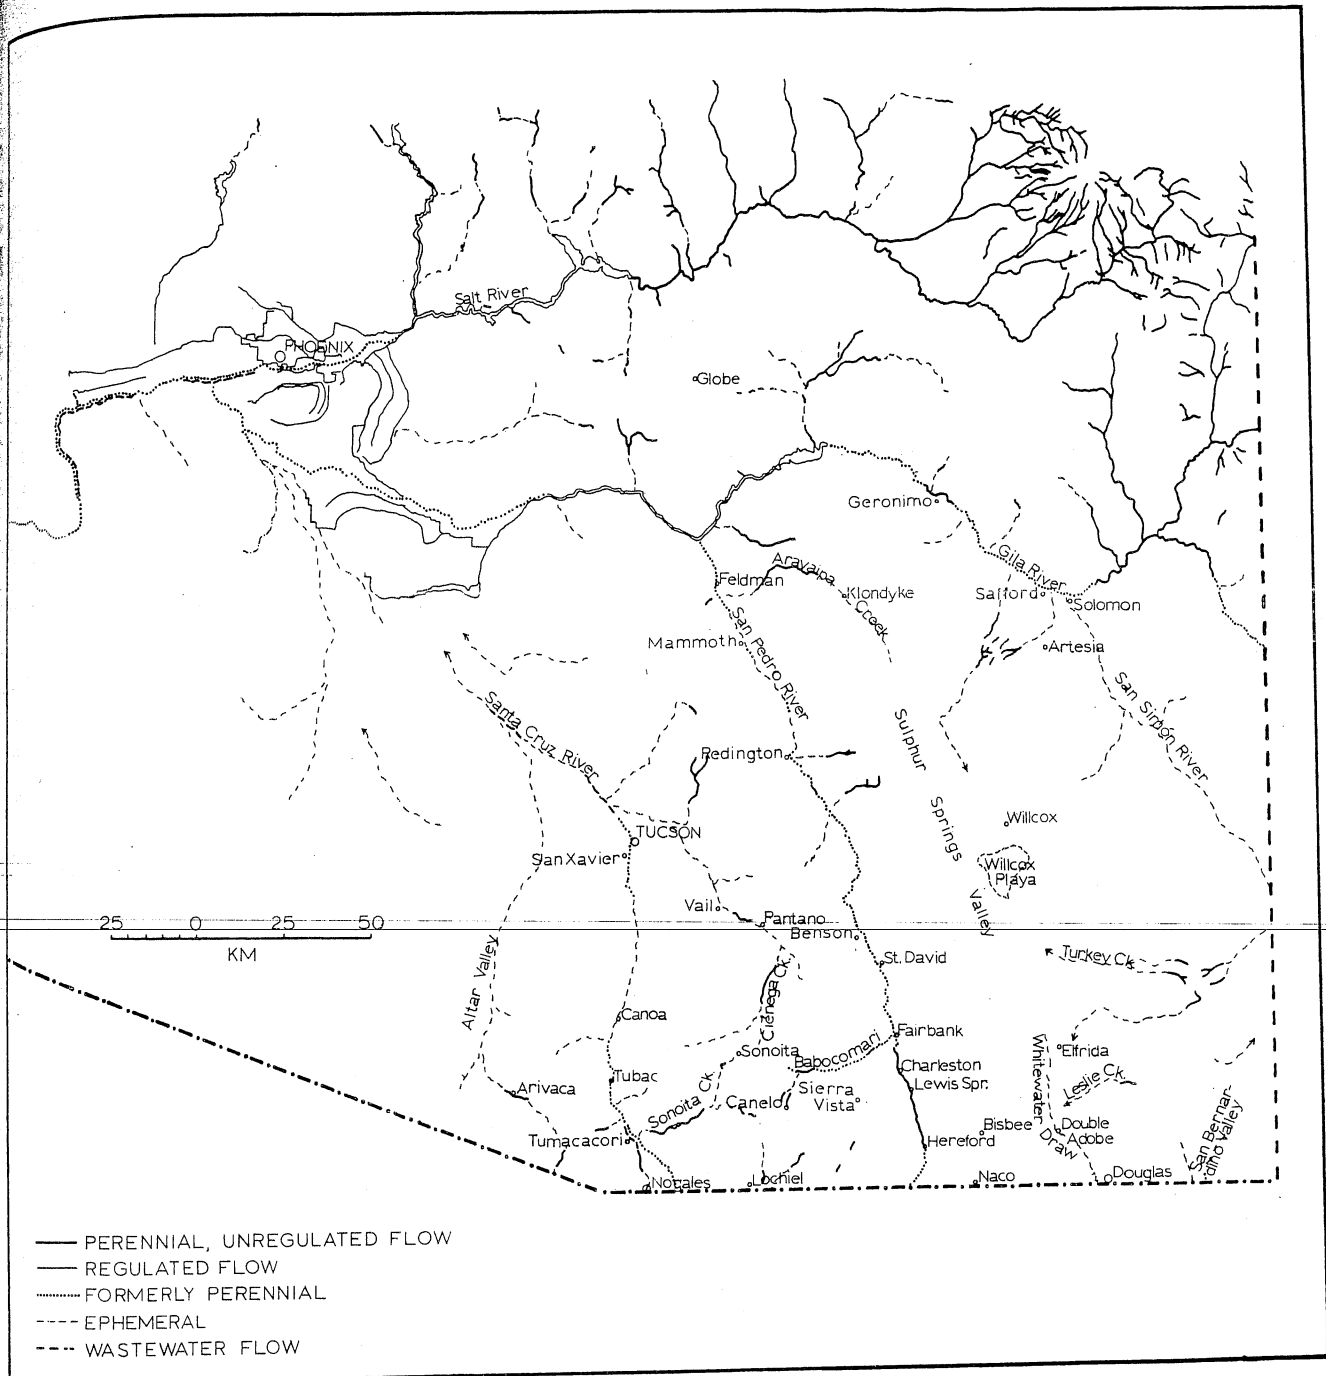 Salt River
PHOENIX
Globe
Geronimo
Gila River
Aravaipa
Creek
Feldman
Klondyke
Safford
Solomon
San Pedro River
Mammoth
Artesia
San Simon River
Santa Cruz River
Sulphur
Springs
Valley
Redington
Willcox
TUCSON
San Xavier
Willcox
Playa
Vail
Pantano
Benson
25 0 25 50
KM
St. David
Turkey Ck.
Altar Valley
Cienega Ck.
Canoa
Fairbank
Sonoita
Babocomari
Elfrida
Whitewater
Draw
Charleston
Tubac
Lewis Spr.
Leslie Ck.
Arivaca
Sonoita Ck.
Canelo
Sierra
Vista
Bisbee
Double
Adobe
San Bernar-
dino Valley
Tumacacori
Hereford
Nogales
Lochiel
Naco
Douglas
PERENNIAL, UNREGULATED FLOW
REGULATED FLOW
FORMERLY PERENNIAL
EPHEMERAL
WASTEWATER FLOW